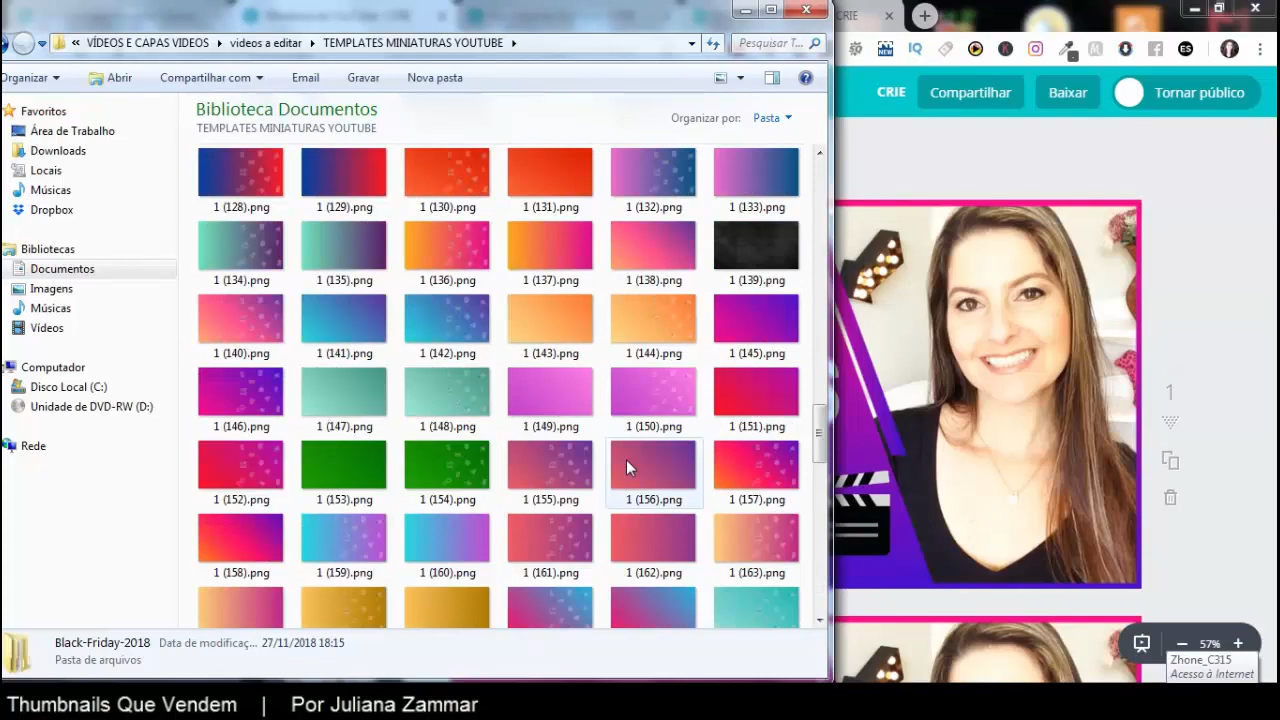 CRIE
« VÍDEOS E CAPAS VIDEOS videos a editar TEMPLATES MINIATURAS YOUTUBE
Pesquisar T...
Organizar Abrir Compartilhar com Email Gravar Nova pasta
IQ NEW ES
CRIE Compartilhar Baixar Tornar público
Favoritos
Área de Trabalho
Downloads
Locais
Músicas
Dropbox
Bibliotecas
Documentos
Imagens
Músicas
Vídeos
Computador
Disco Local (C:)
Unidade de DVD-RW (D:)
Rede
Biblioteca Documentos
TEMPLATES MINIATURAS YOUTUBE
Organizar por: Pasta
1 (128).png 1 (129).png 1 (130).png 1 (131).png 1 (132).png 1 (133).png
1 (134).png 1 (135).png 1 (136).png 1 (137).png 1 (138).png 1 (139).png
1 (140).png 1 (141).png 1 (142).png 1 (143).png 1 (144).png 1 (145).png
1 (146).png 1 (147).png 1 (148).png 1 (149).png 1 (150).png 1 (151).png
1 (152).png 1 (153).png 1 (154).png 1 (155).png 1 (156).png 1 (157).png
1 (158).png 1 (159).png 1 (160).png 1 (161).png 1 (162).png 1 (163).png
1
57%
Zhone_C315
Acesso à Internet
Black-Friday-2018 Data de modificaç... 27/11/2018 18:15
Pasta de arquivos
Thumbnails Que Vendem | Por Juliana Zammar